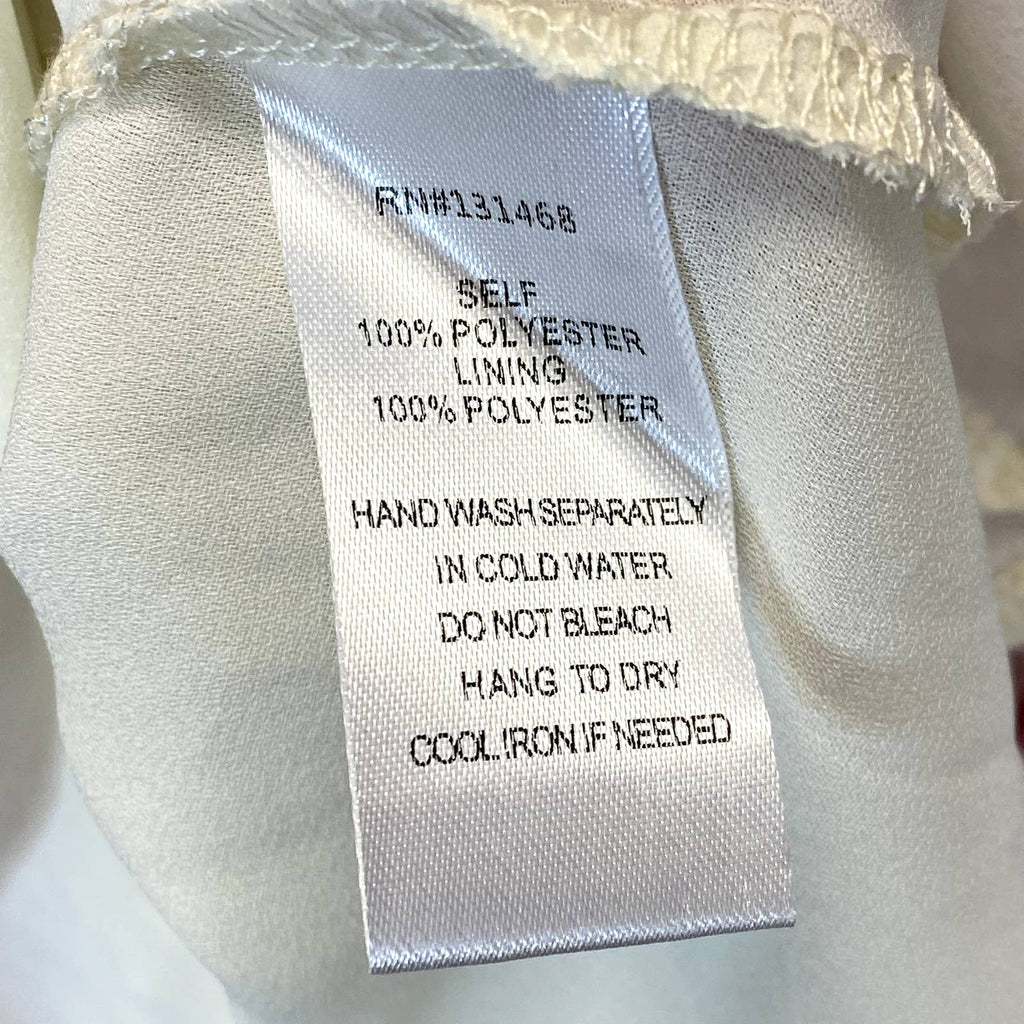 RN#131468
SELF
100% POLYESTER
LINING
100% POLYESTER
HAND WASH SEPARATELY
IN COLD WATER
DO NOT BLEACH
HANG TO DRY
COOL IRON IF NEEDED